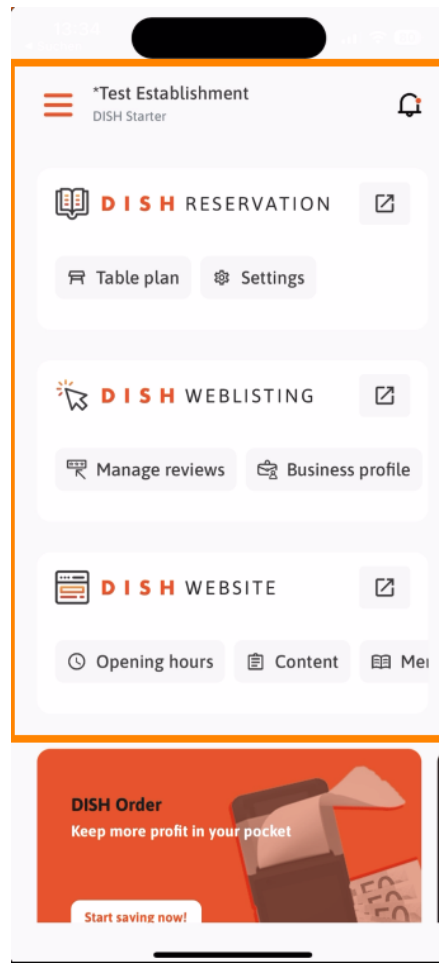 *Test Establishment
DISH Starter
DISH RESERVATION
Table plan Settings
DISH WEBLISTING
Manage reviews Business profile
DISH WEBSITE
Opening hours Content
DISH Order
Keep more profit in your pocket
Start saving now!